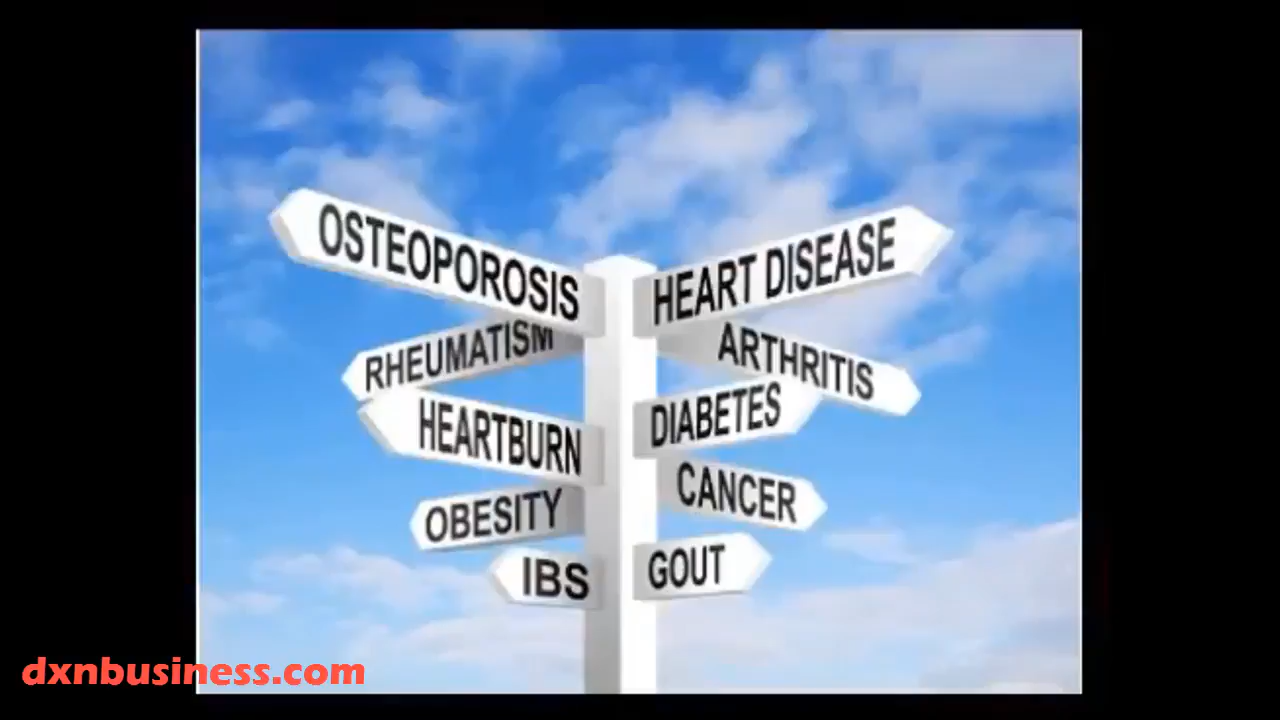 OSTEOPOROSIS
HEART DISEASE
RHEUMATISM
ARTHRITIS
HEARTBURN
DIABETES
OBESITY
CANCER
IBS
GOUT
dxnbusiness.com